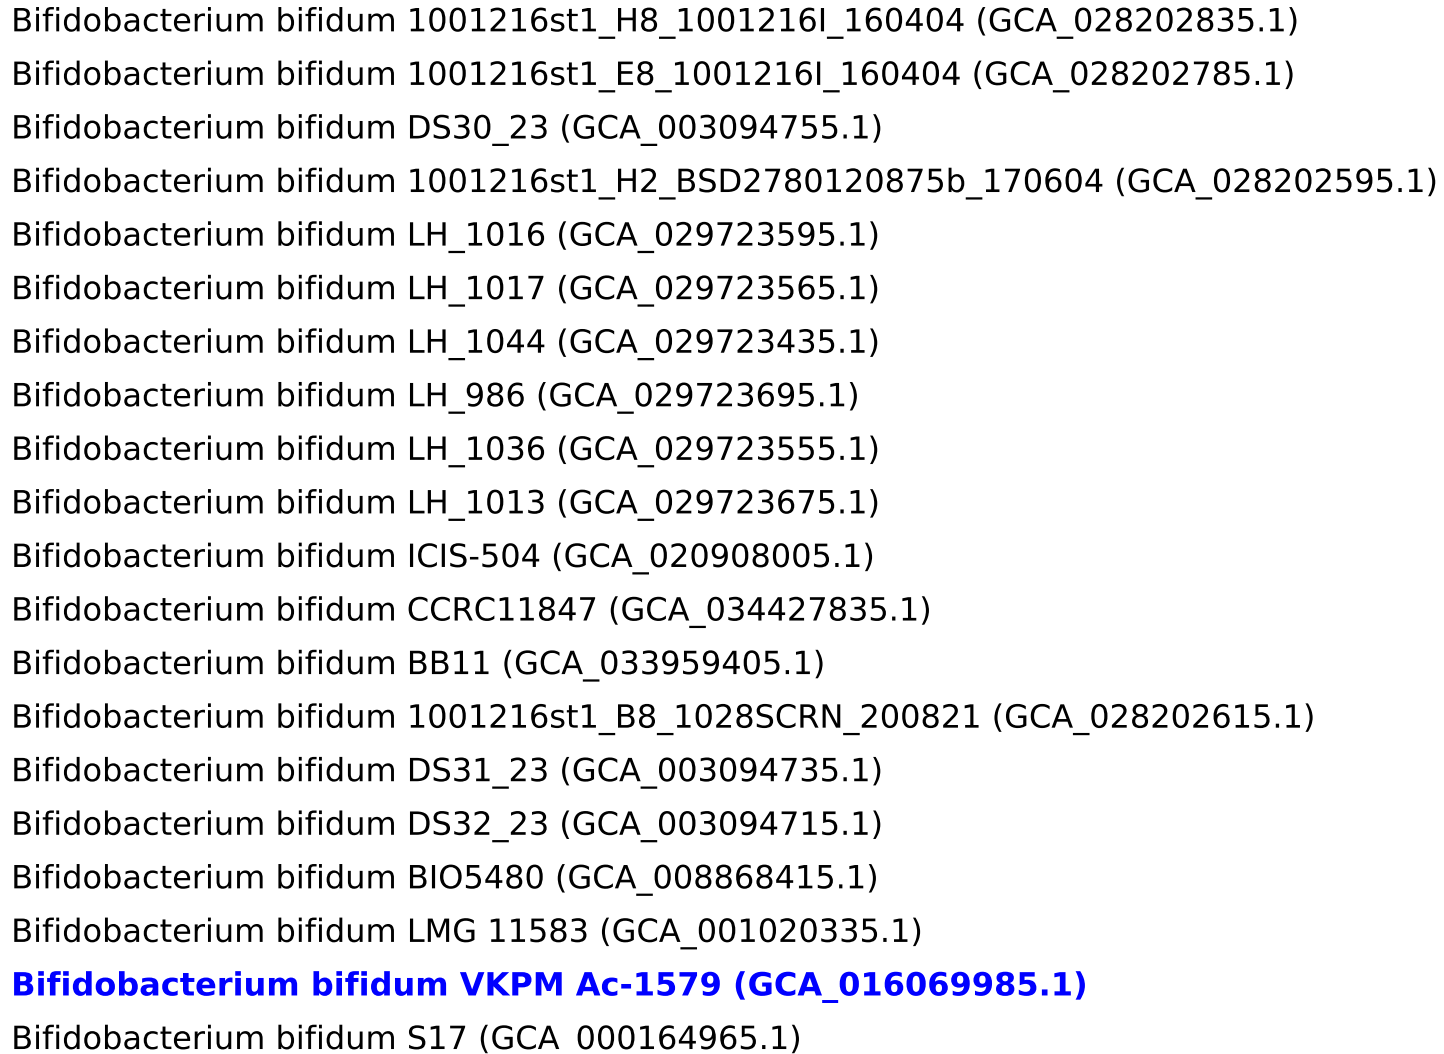 Bifidobacterium bifidum 1001216st1_H8_1001216I_160404 (GCA_028202835.1)
Bifidobacterium bifidum 1001216st1_E8_1001216I_160404 (GCA_028202785.1)
Bifidobacterium bifidum DS30_23 (GCA_003094755.1)
Bifidobacterium bifidum 1001216st1_H2_BSD2780120875b_170604 (GCA_028202595.1)
Bifidobacterium bifidum LH_1016 (GCA_029723595.1)
Bifidobacterium bifidum LH_1017 (GCA_029723565.1)
Bifidobacterium bifidum LH_1044 (GCA_029723435.1)
Bifidobacterium bifidum LH_986 (GCA_029723695.1)
Bifidobacterium bifidum LH_1036 (GCA_029723555.1)
Bifidobacterium bifidum LH_1013 (GCA_029723675.1)
Bifidobacterium bifidum ICIS-504 (GCA_020908005.1)
Bifidobacterium bifidum CCRC11847 (GCA_034427835.1)
Bifidobacterium bifidum BB11 (GCA_033959405.1)
Bifidobacterium bifidum 1001216st1_B8_1028SCRN_200821 (GCA_028202615.1)
Bifidobacterium bifidum DS31_23 (GCA_003094735.1)
Bifidobacterium bifidum DS32_23 (GCA_003094715.1)
Bifidobacterium bifidum BIO5480 (GCA_008868415.1)
Bifidobacterium bifidum LMG 11583 (GCA_001020335.1)
Bifidobacterium bifidum VKPM Ac-1579 (GCA_016069985.1)
Bifidobacterium bifidum S17 (GCA_000164965.1)